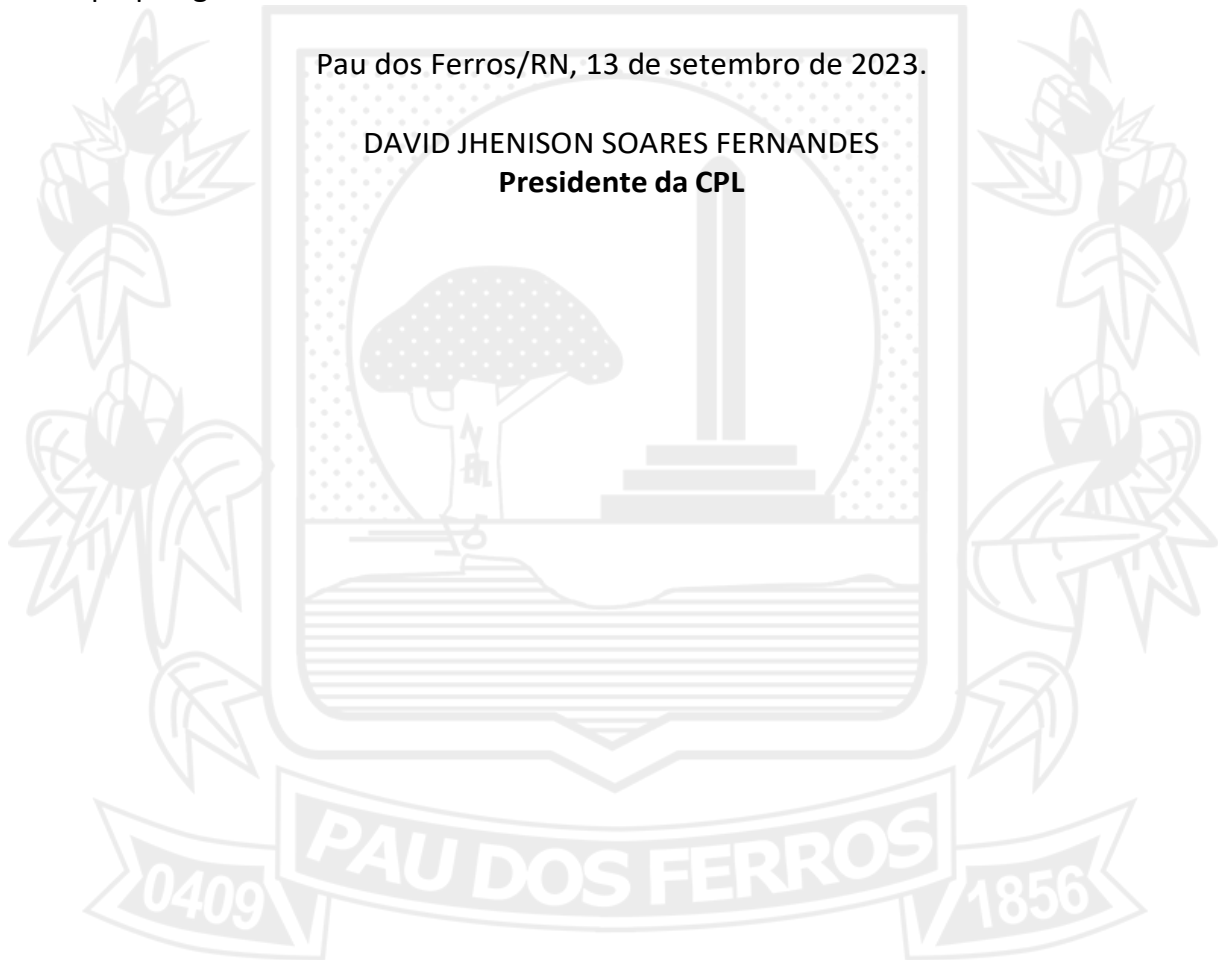 Pau dos Ferros/RN, 13 de setembro de 2023.
DAVID JHENISON SOARES FERNANDES
Presidente da CPL
PAU DOS FERROS
0409
1856